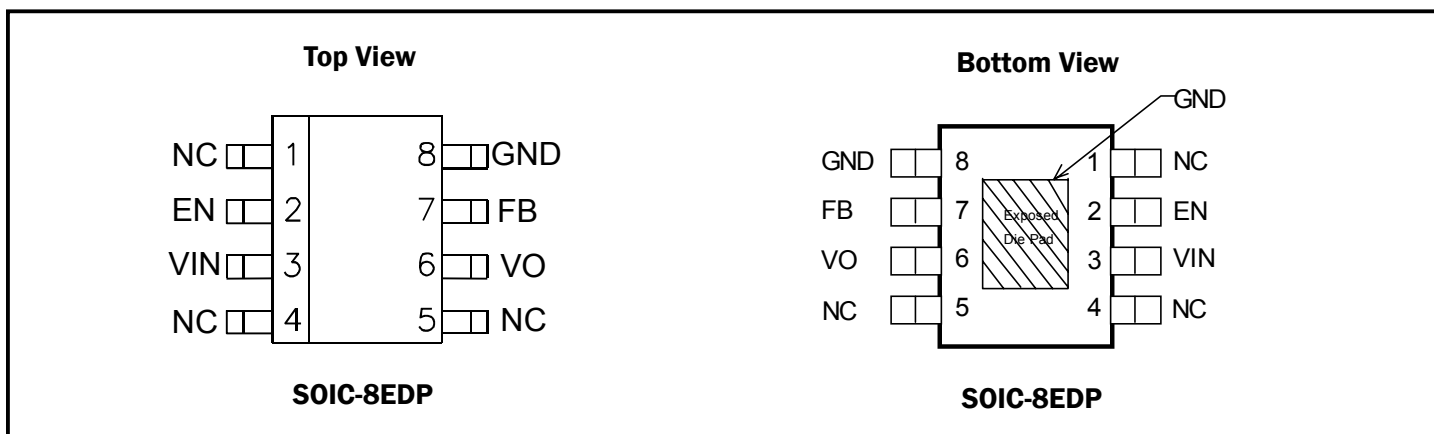 Top View
NC 1 8 GND
EN 2 7 FB
VIN 3 6 VO
NC 4 5 NC
SOIC-8EDP
Bottom View
GND
GND 8 1 NC
FB 7 Exposed 2 EN
Die Pad
VO 6 3 VIN
NC 5 4 NC
SOIC-8EDP